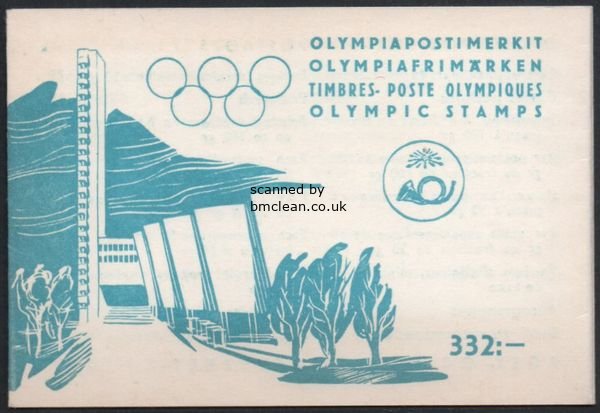 OLYMPIAPOSTIMERKIT
OLYMPIAFRIMÄRKEN
TIMBRES-POSTE OLYMPIQUES
OLYMPIC STAMPS
scanned by
bmclean.co.uk
332:-